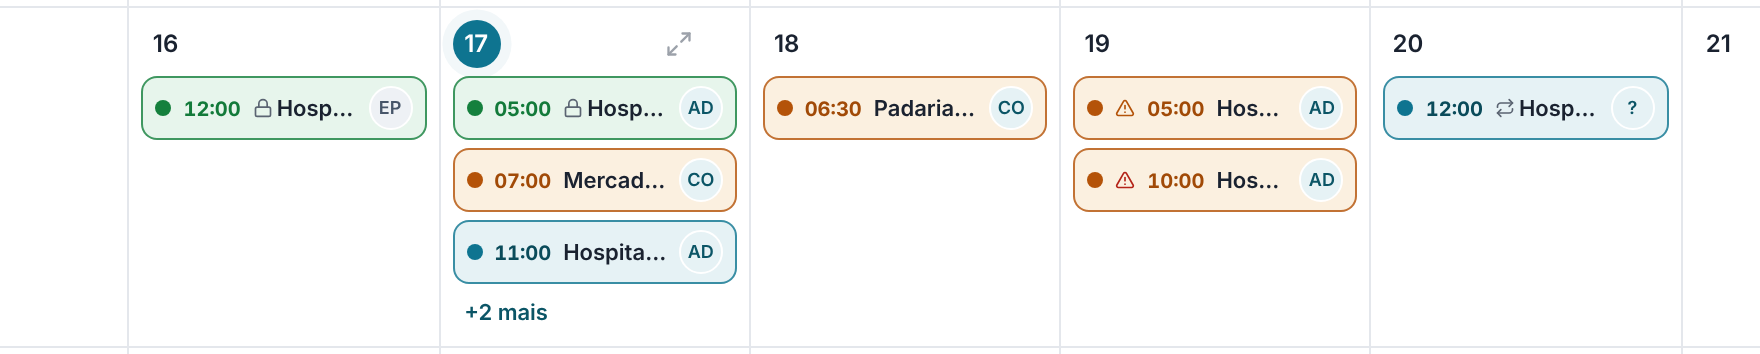 16
12:00 Hosp... EP
17
05:00 Hosp... AD
07:00 Mercad... CO
11:00 Hospita... AD
+2 mais
18
06:30 Padaria... CO
19
05:00 Hos... AD
10:00 Hos... AD
20
12:00 Hosp... ?
21